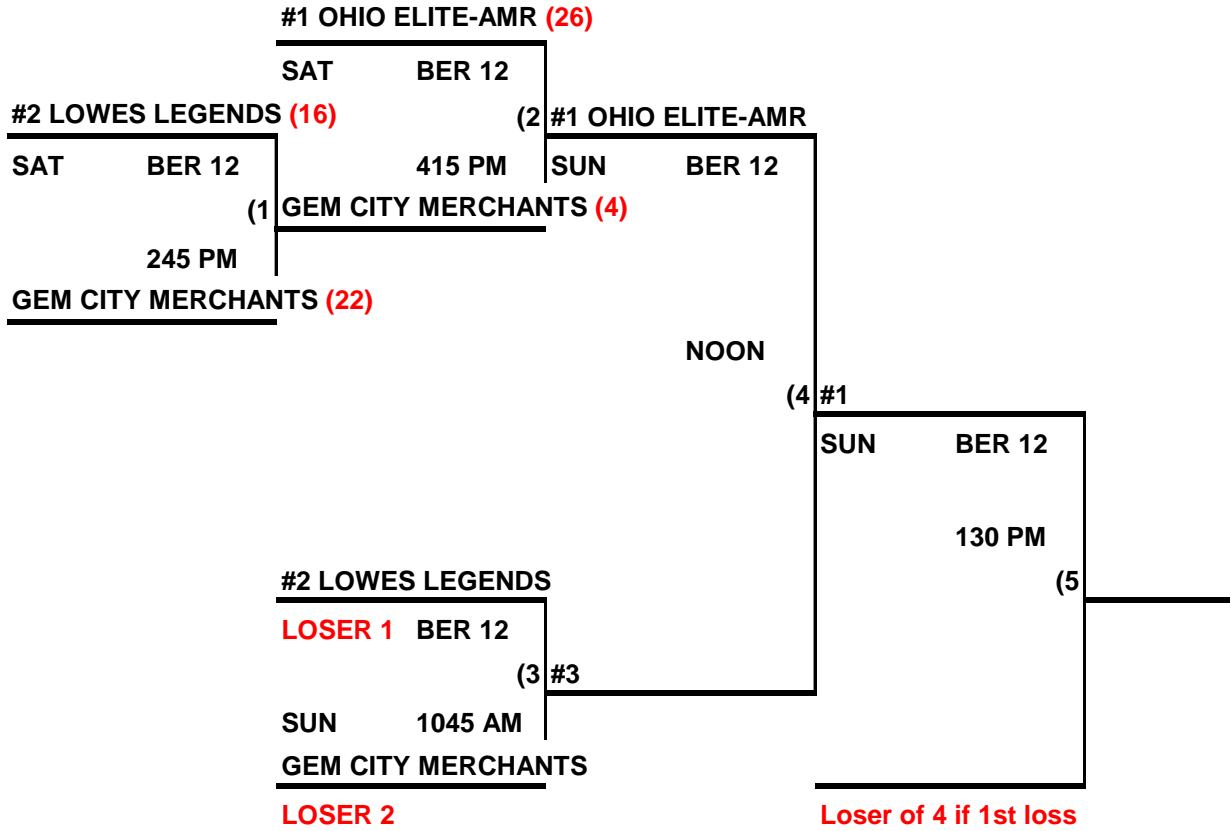 #1 OHIO ELITE-AMR (26)
SAT BER 12
#2 LOWES LEGENDS (16)
(2 #1 OHIO ELITE-AMR
SAT BER 12
415 PM
SUN BER 12
(1 GEM CITY MERCHANTS (4)
245 PM
GEM CITY MERCHANTS (22)
NOON
(4 #1
SUN BER 12
130 PM
#2 LOWES LEGENDS
(5
LOSER 1 BER 12
(3 #3
SUN 1045 AM
GEM CITY MERCHANTS
LOSER 2
Loser of 4 if 1st loss